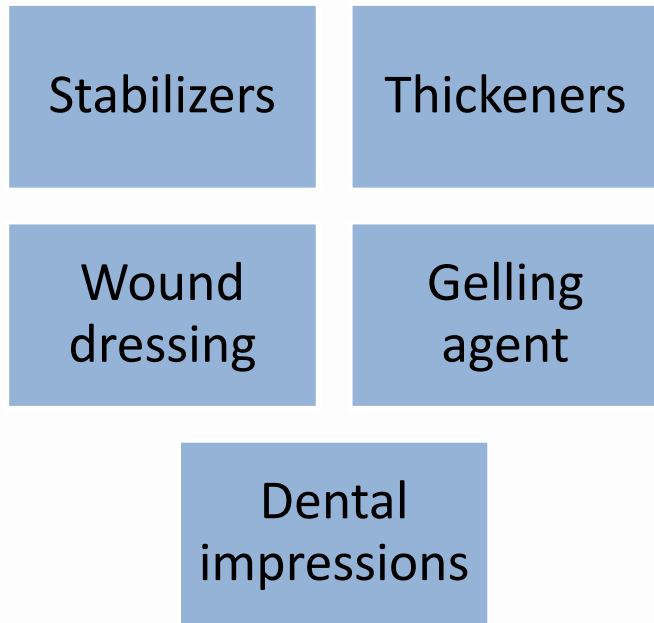 Stabilizers
Thickeners
Wound
dressing
Gelling
agent
Dental
impressions